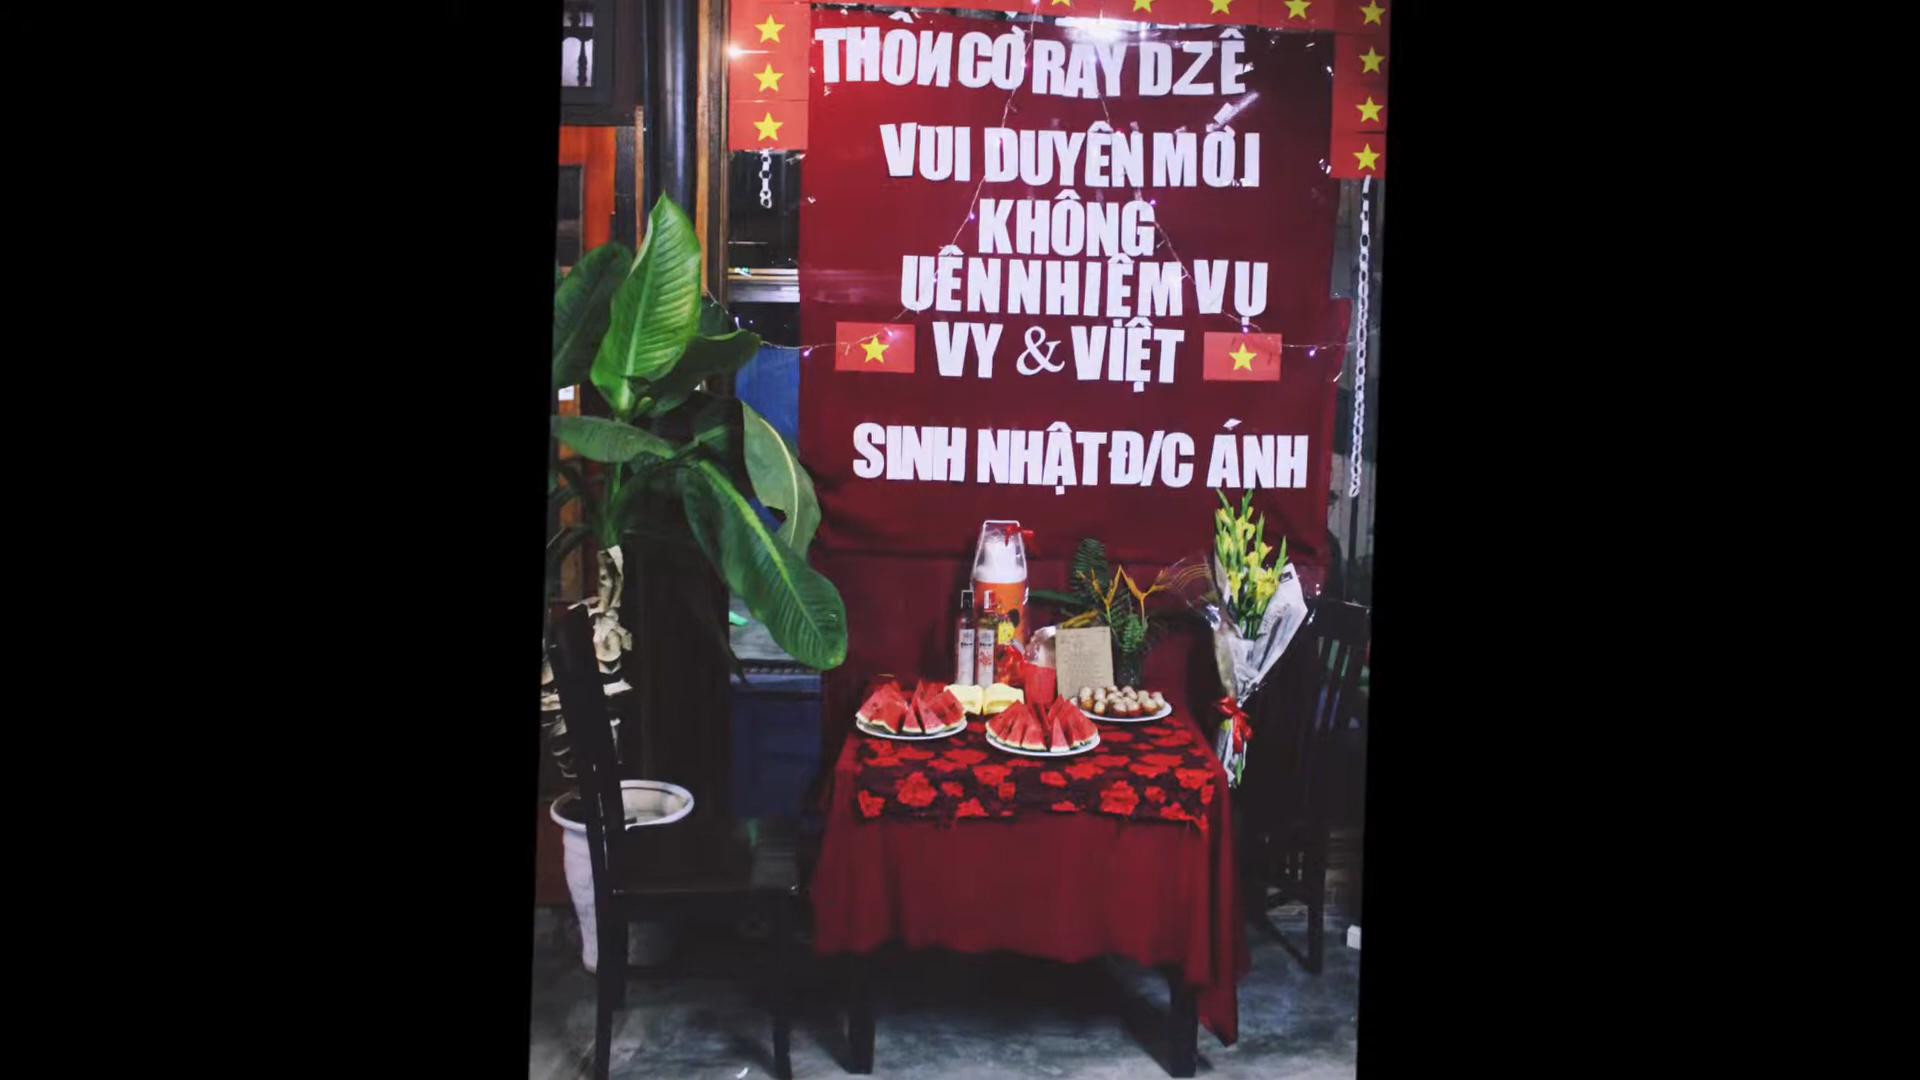 THÔN CỜ RAY DZÊ
VUI DUYÊN MỚI
KHÔNG
UÊN NHIỆM VỤ
VY & VIỆT
SINH NHẬT Đ/C ÁNH